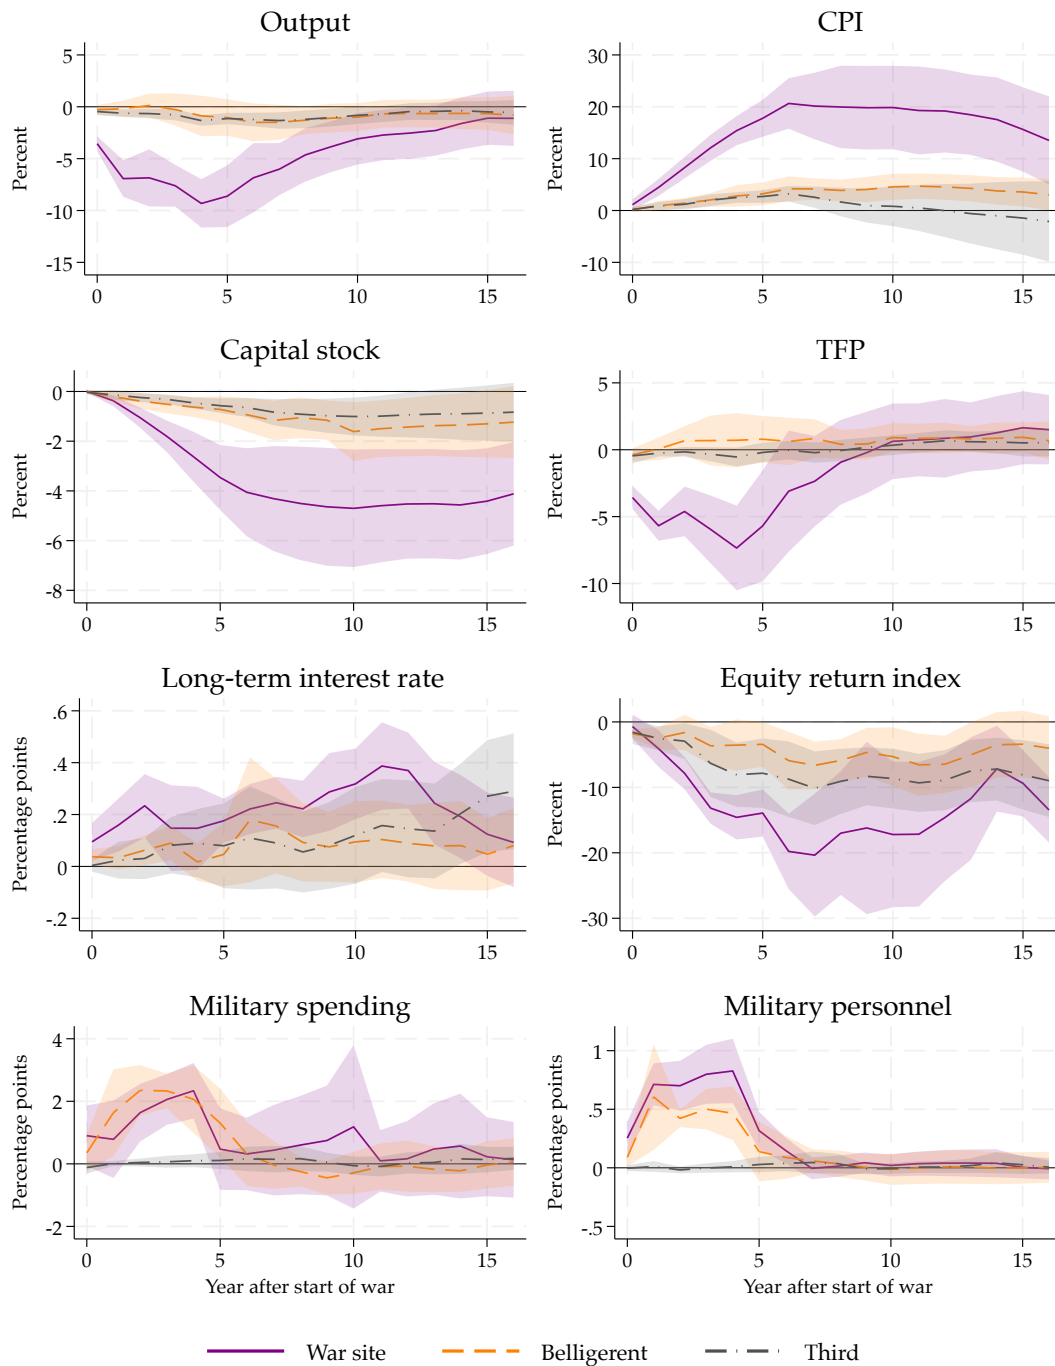 Output
Percent
5
0
-5
-10
-15
0 5 10 15
CPI
Percent
30
20
10
0
-10
0 5 10 15
Capital stock
Percent
0
-2
-4
-6
-8
0 5 10 15
TFP
Percent
5
0
-5
-10
0 5 10 15
Long-term interest rate
Percentage points
.6
.4
.2
0
-.2
0 5 10 15
Equity return index
Percent
0
-10
-20
-30
0 5 10 15
Military spending
Percentage points
4
2
0
-2
0 5 10 15
Year after start of war
Military personnel
Percentage points
1
.5
0
-.5
0 5 10 15
Year after start of war
War site Belligerent Third